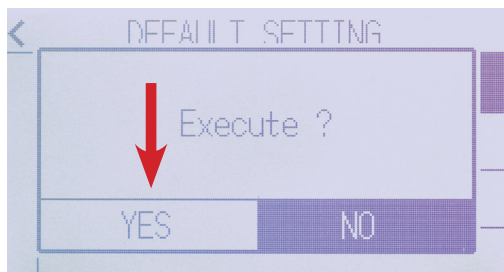 <
DEFAULT SETTING
Execute ?
YES NO